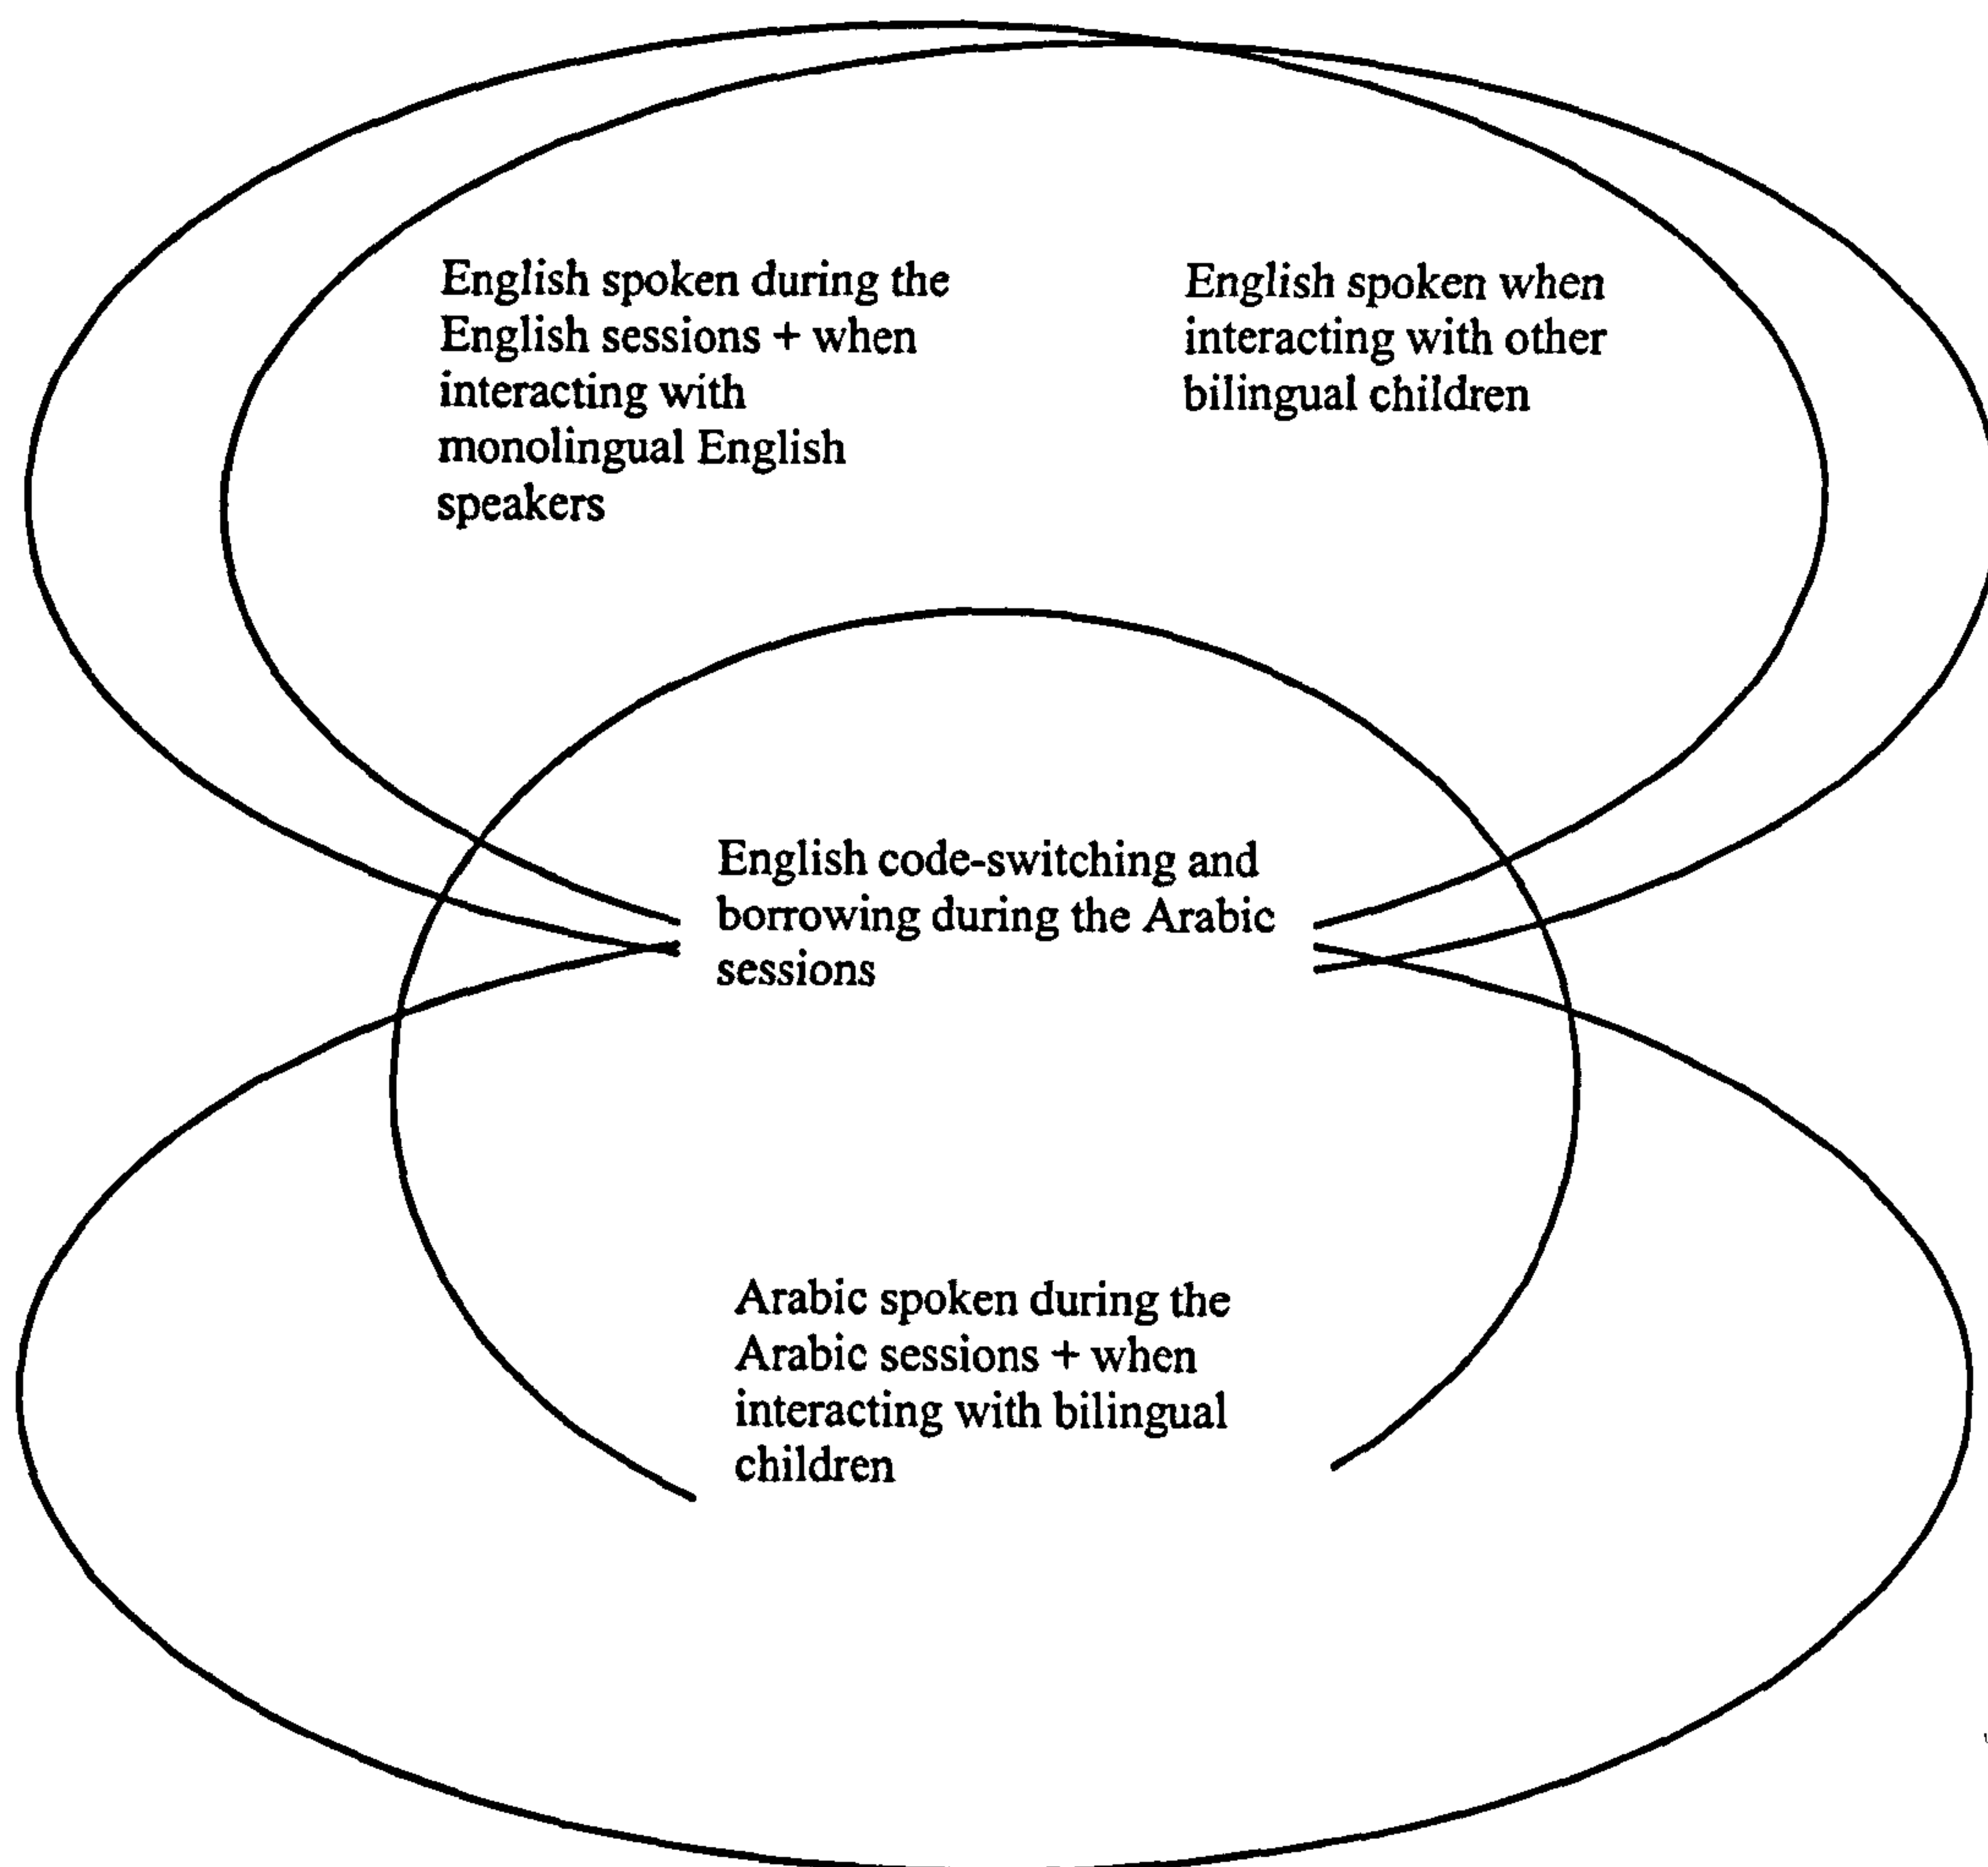 English spoken during the
English sessions + when
interacting with
monolingual English
speakers
English spoken when
interacting with other
bilingual children
English code-switching and
borrowing during the Arabic
sessions
Arabic spoken during the
Arabic sessions + when
interacting with bilingual
children